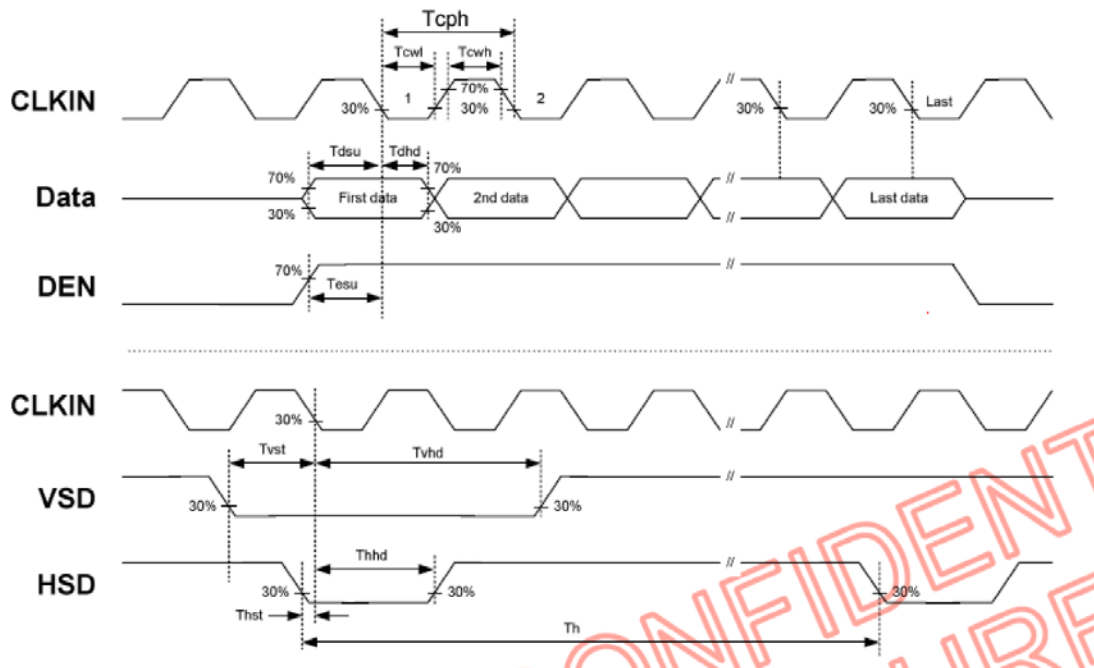 Tcph
Tcwl Tcwh
CLKIN 30% 1 70% 30% 2 // 30% 30% Last
Tdsu Tdhd
70% 70%
Data First data 2nd data // // Last data
30% 30%
70% //
DEN Tesu
CLKIN 30% //
Tvst Tvhd //
VSD 30% 30%
Thhd //
HSD 30% 30% 30%
Thst
Th